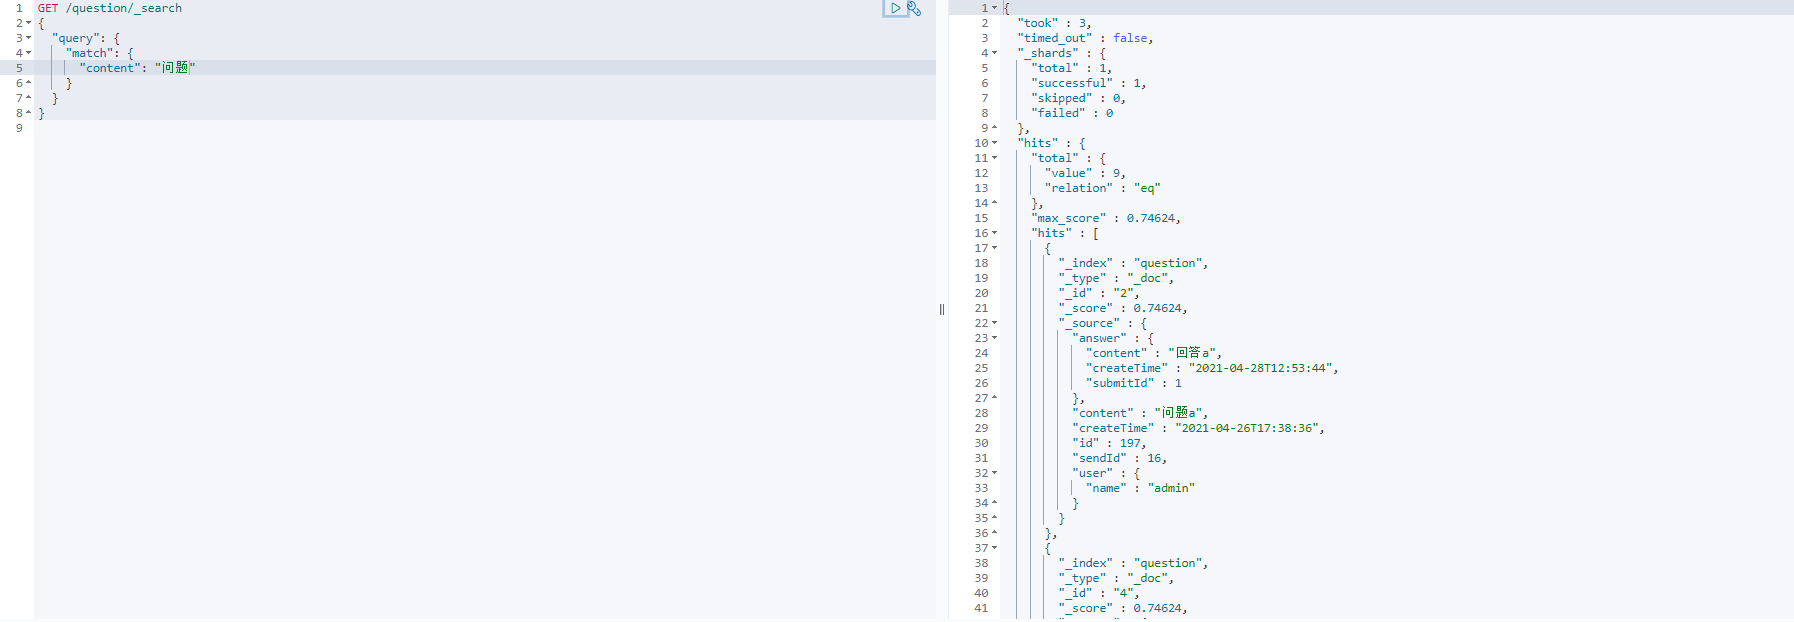 1 GET /question/_search
2 {
3 "query": {
4 "match": {
5 "content": "问题"
6 }
7 }
8 }
9
1 {
2 "took" : 3,
3 "timed_out" : false,
4 "_shards" : {
5 "total" : 1,
6 "successful" : 1,
7 "skipped" : 0,
8 "failed" : 0
9 },
10 "hits" : {
11 "total" : {
12 "value" : 9,
13 "relation" : "eq"
14 },
15 "max_score" : 0.74624,
16 "hits" : [
17 {
18 "_index" : "question",
19 "_type" : "_doc",
20 "_id" : "2",
21 "_score" : 0.74624,
22 "_source" : {
23 "answer" : {
24 "content" : "回答a",
25 "createTime" : "2021-04-28T12:53:44",
26 "submitId" : 1
27 },
28 "content" : "问题a",
29 "createTime" : "2021-04-26T17:38:36",
30 "id" : 197,
31 "sendId" : 16,
32 "user" : {
33 "name" : "admin"
34 }
35 }
36 },
37 {
38 "_index" : "question",
39 "_type" : "_doc",
40 "_id" : "4",
41 "_score" : 0.74624,